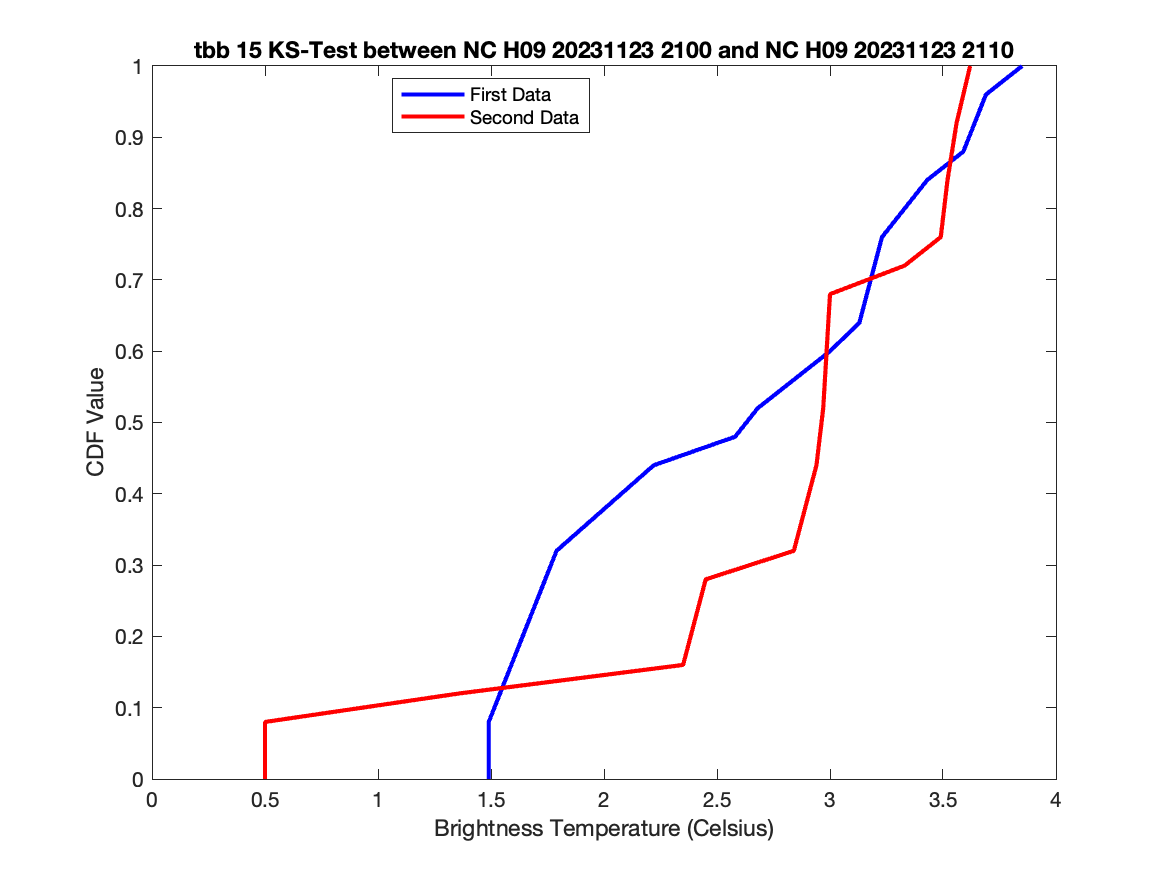 tbb 15 KS-Test between NC H09 20231123 2100 and NC H09 20231123 2110
First Data
Second Data
CDF Value
1
0.9
0.8
0.7
0.6
0.5
0.4
0.3
0.2
0.1
0
0 0.5 1 1.5 2 2.5 3 3.5 4
Brightness Temperature (Celsius)